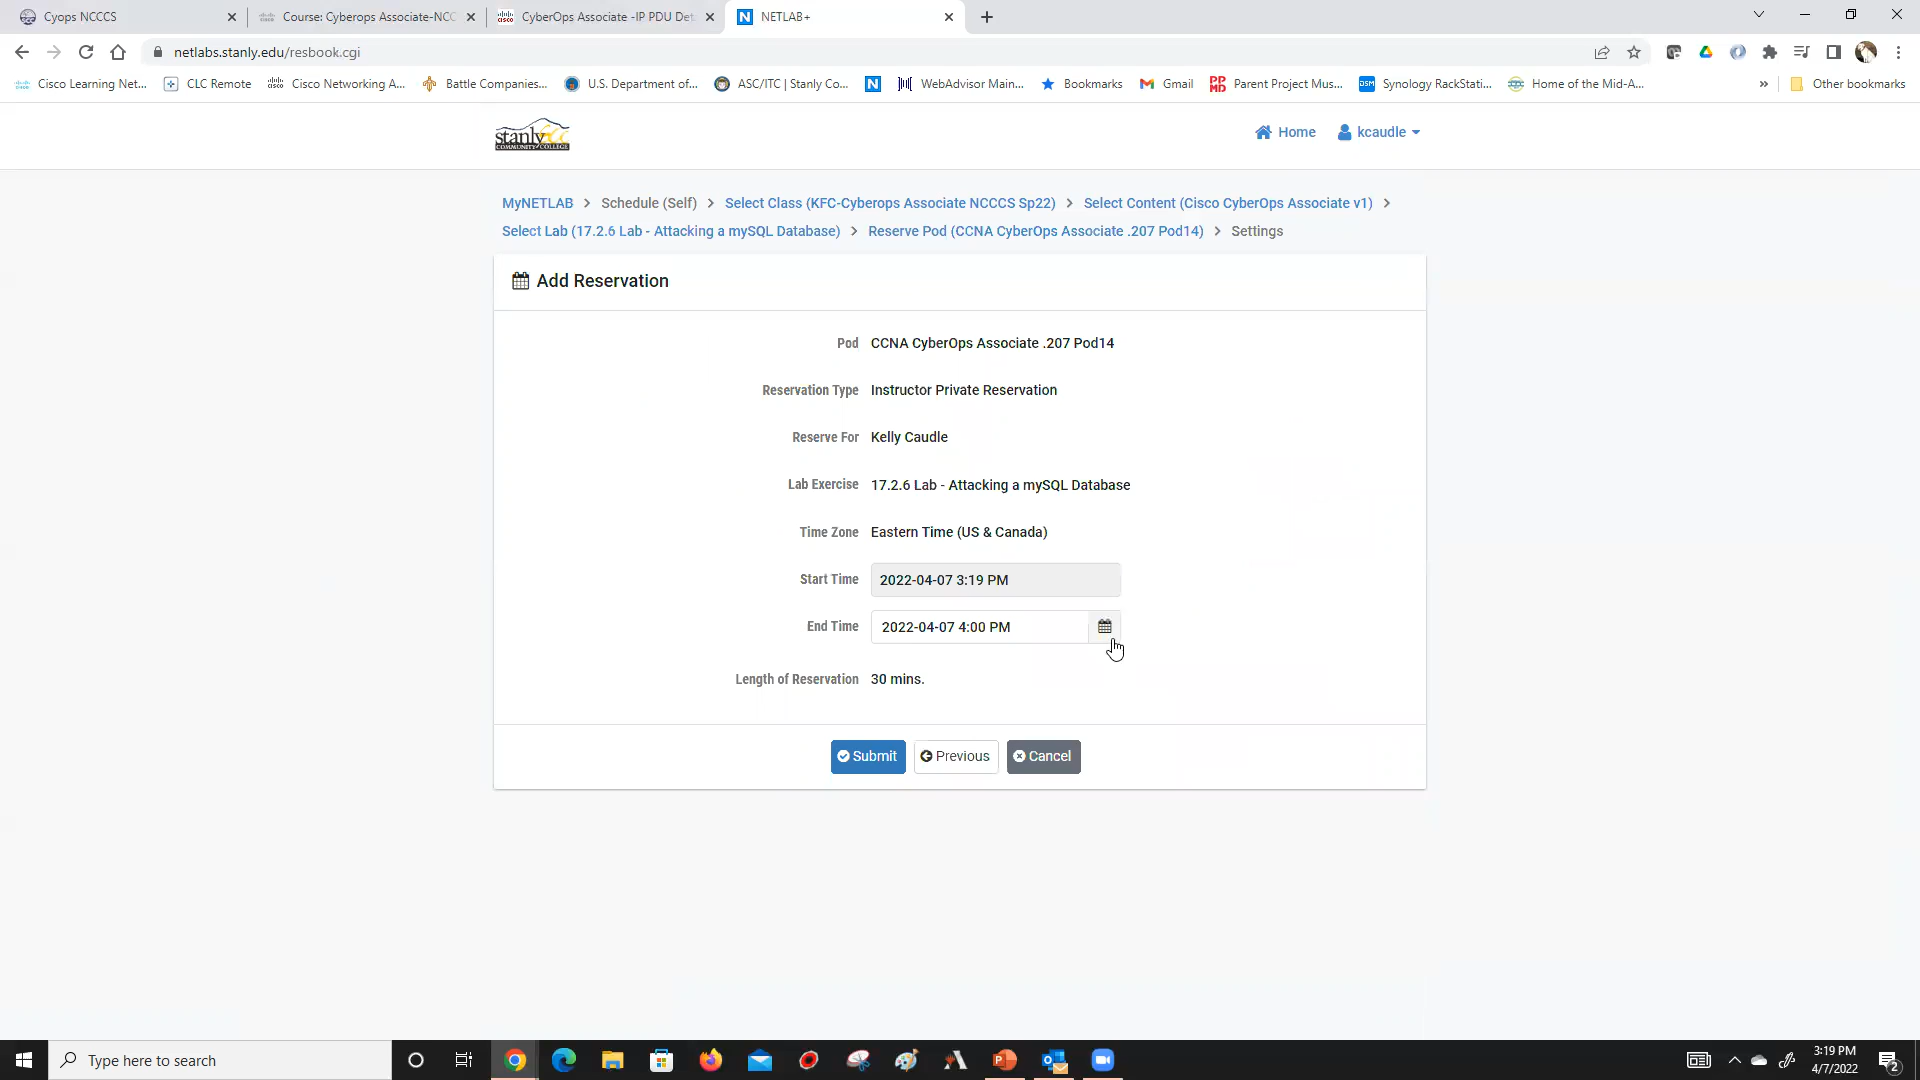 Cyops NCCCS
Course: Cyberops Associate-NCC
CyberOps Associate -IP PDU Det
NETLAB+
netlabs.stanly.edu/resbook.cgi
Cisco Learning Net...
CLC Remote
Cisco Networking A...
Battle Companies...
U.S. Department of...
ASC/ITC | Stanly Co...
WebAdvisor Main...
Bookmarks
Gmail
Parent Project Mus...
Synology RackStati...
Home of the Mid-A...
»
Other bookmarks
stanly CC
COMMUNITY COLLEGE
Home
kcaudle
MyNETLAB > Schedule (Self) > Select Class (KFC-Cyberops Associate NCCCS Sp22) > Select Content (Cisco CyberOps Associate v1) >
Select Lab (17.2.6 Lab - Attacking a mySQL Database) > Reserve Pod (CCNA CyberOps Associate .207 Pod14) > Settings
Add Reservation
Pod CCNA CyberOps Associate .207 Pod14
Reservation Type Instructor Private Reservation
Reserve For Kelly Caudle
Lab Exercise 17.2.6 Lab - Attacking a mySQL Database
Time Zone Eastern Time (US & Canada)
Start Time 2022-04-07 3:19 PM
End Time 2022-04-07 4:00 PM
Length of Reservation 30 mins.
Submit
Previous
Cancel
Type here to search
3:19 PM
4/7/2022
2